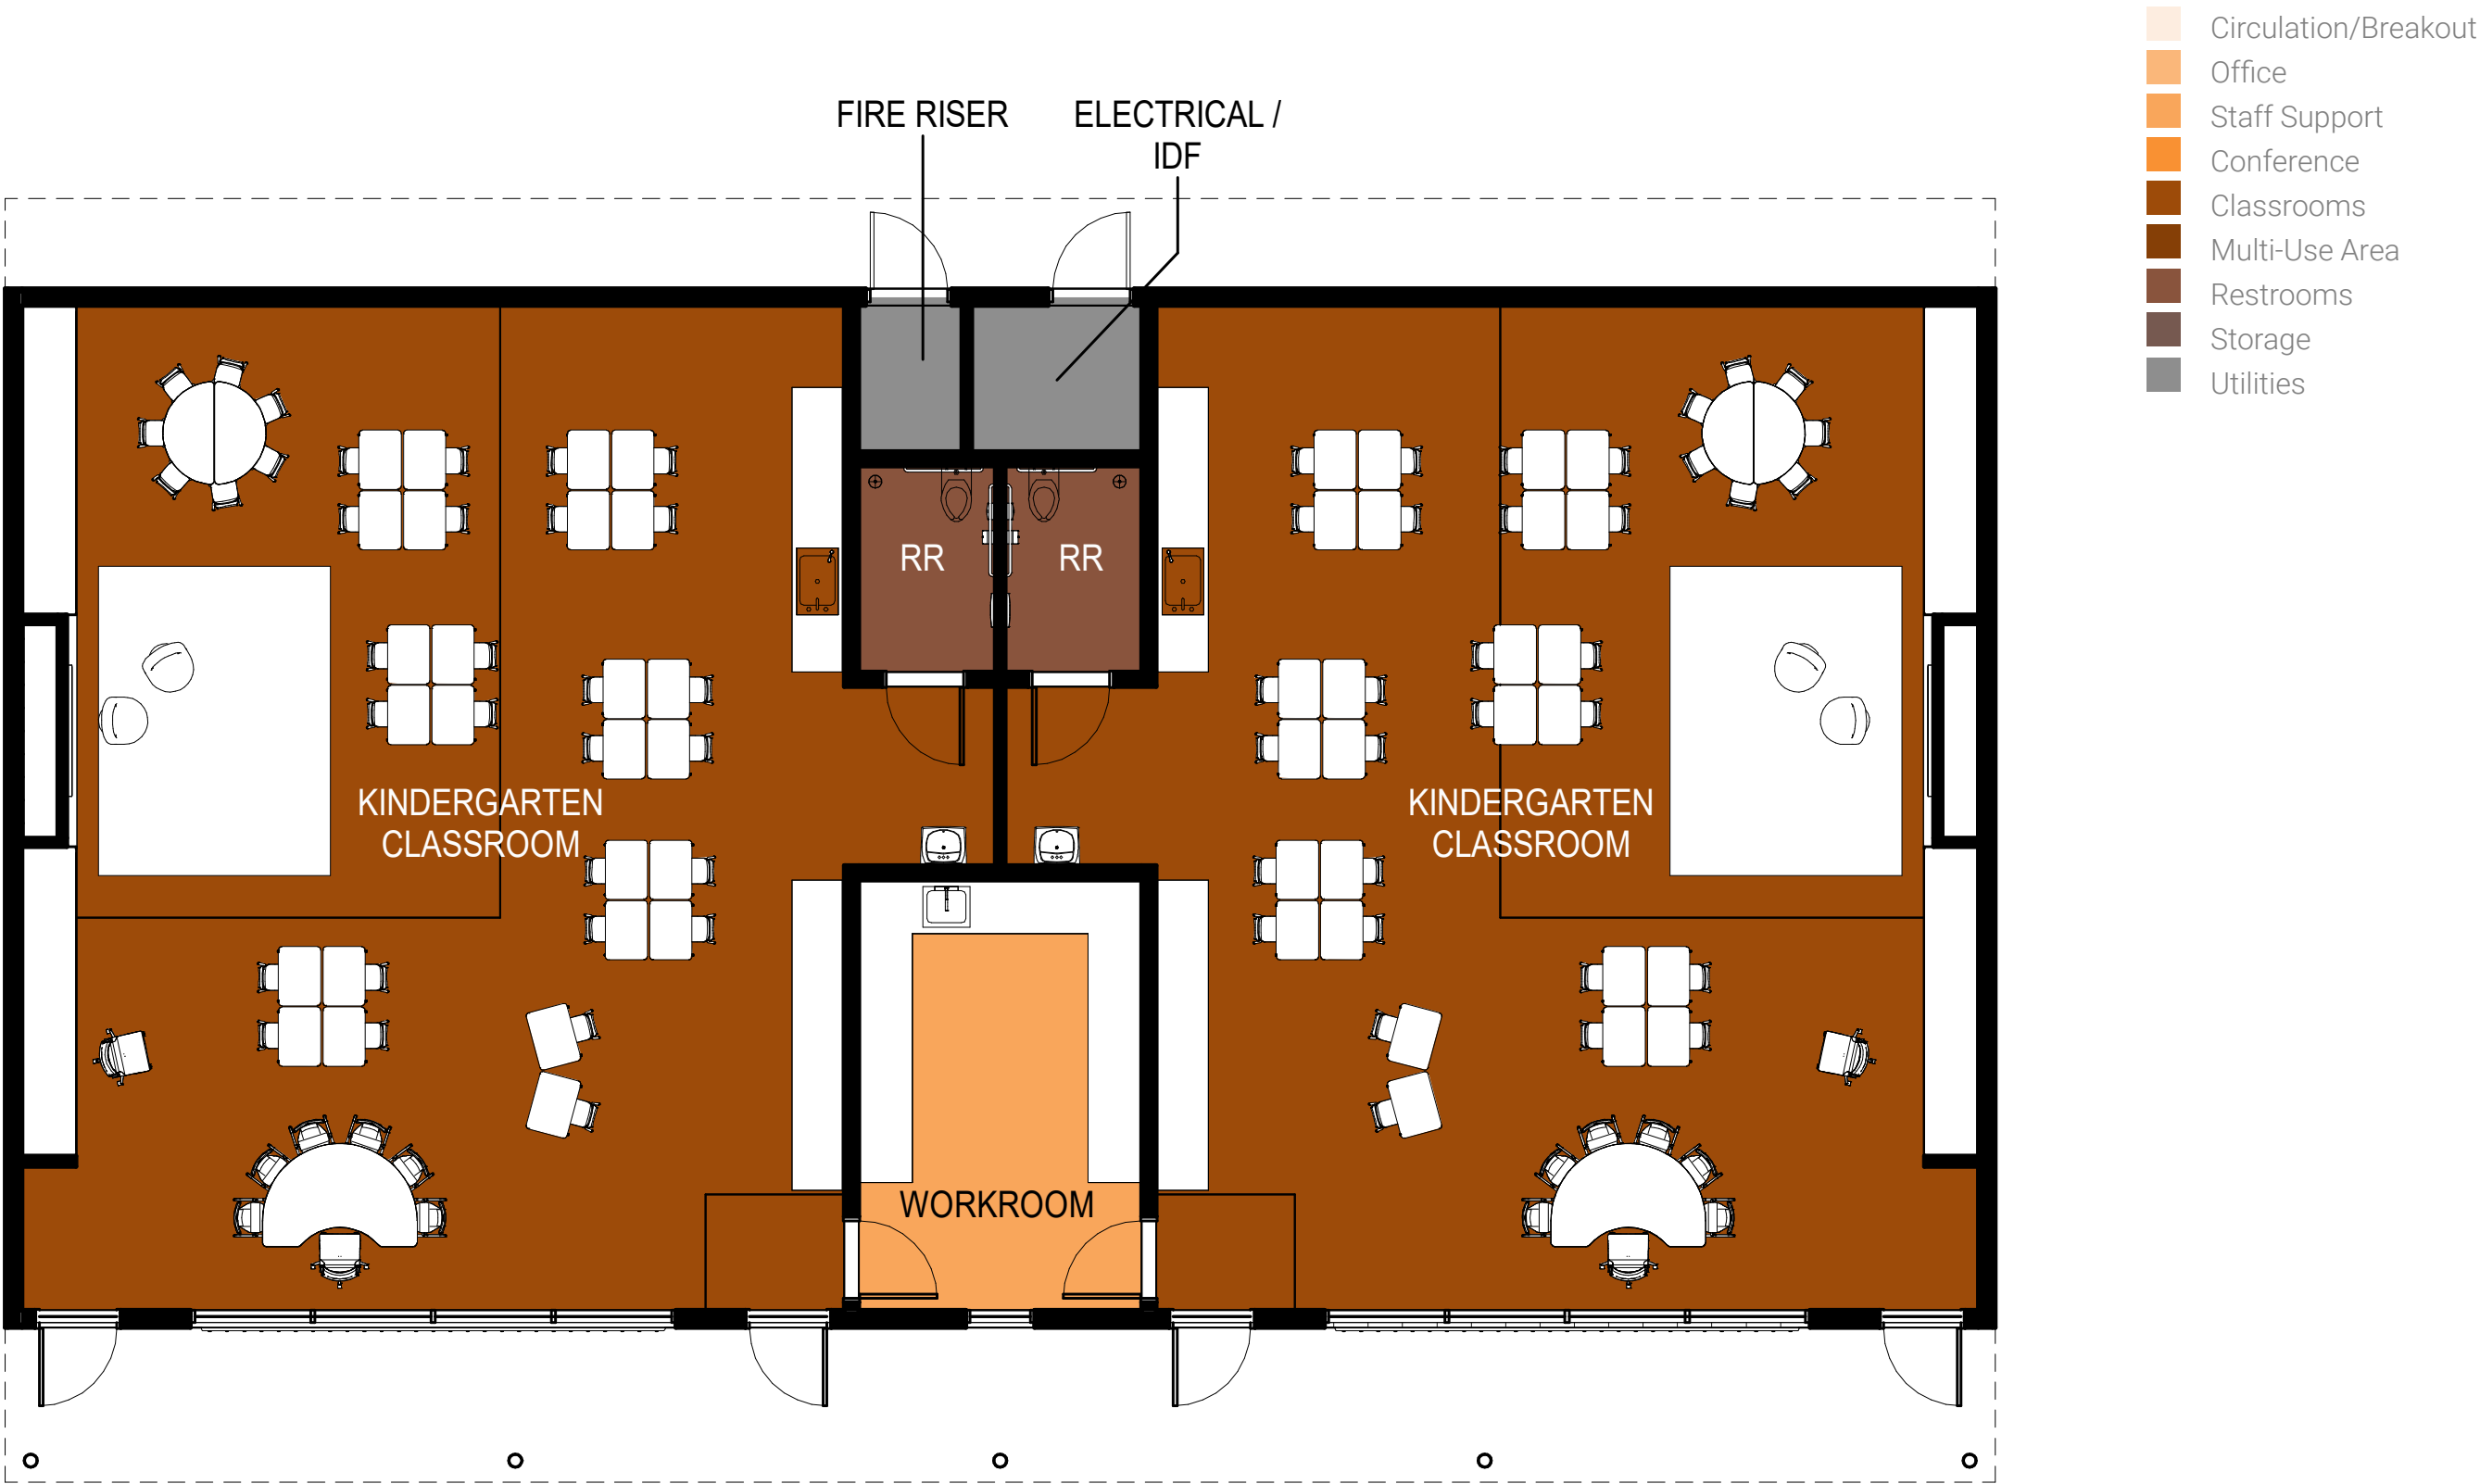 Circulation/Breakout
Office
Staff Support
Conference
Classrooms
Multi-Use Area
Restrooms
Storage
Utilities
FIRE RISER
ELECTRICAL /
IDF
RR
RR
KINDERGARTEN
CLASSROOM
KINDERGARTEN
CLASSROOM
WORKROOM